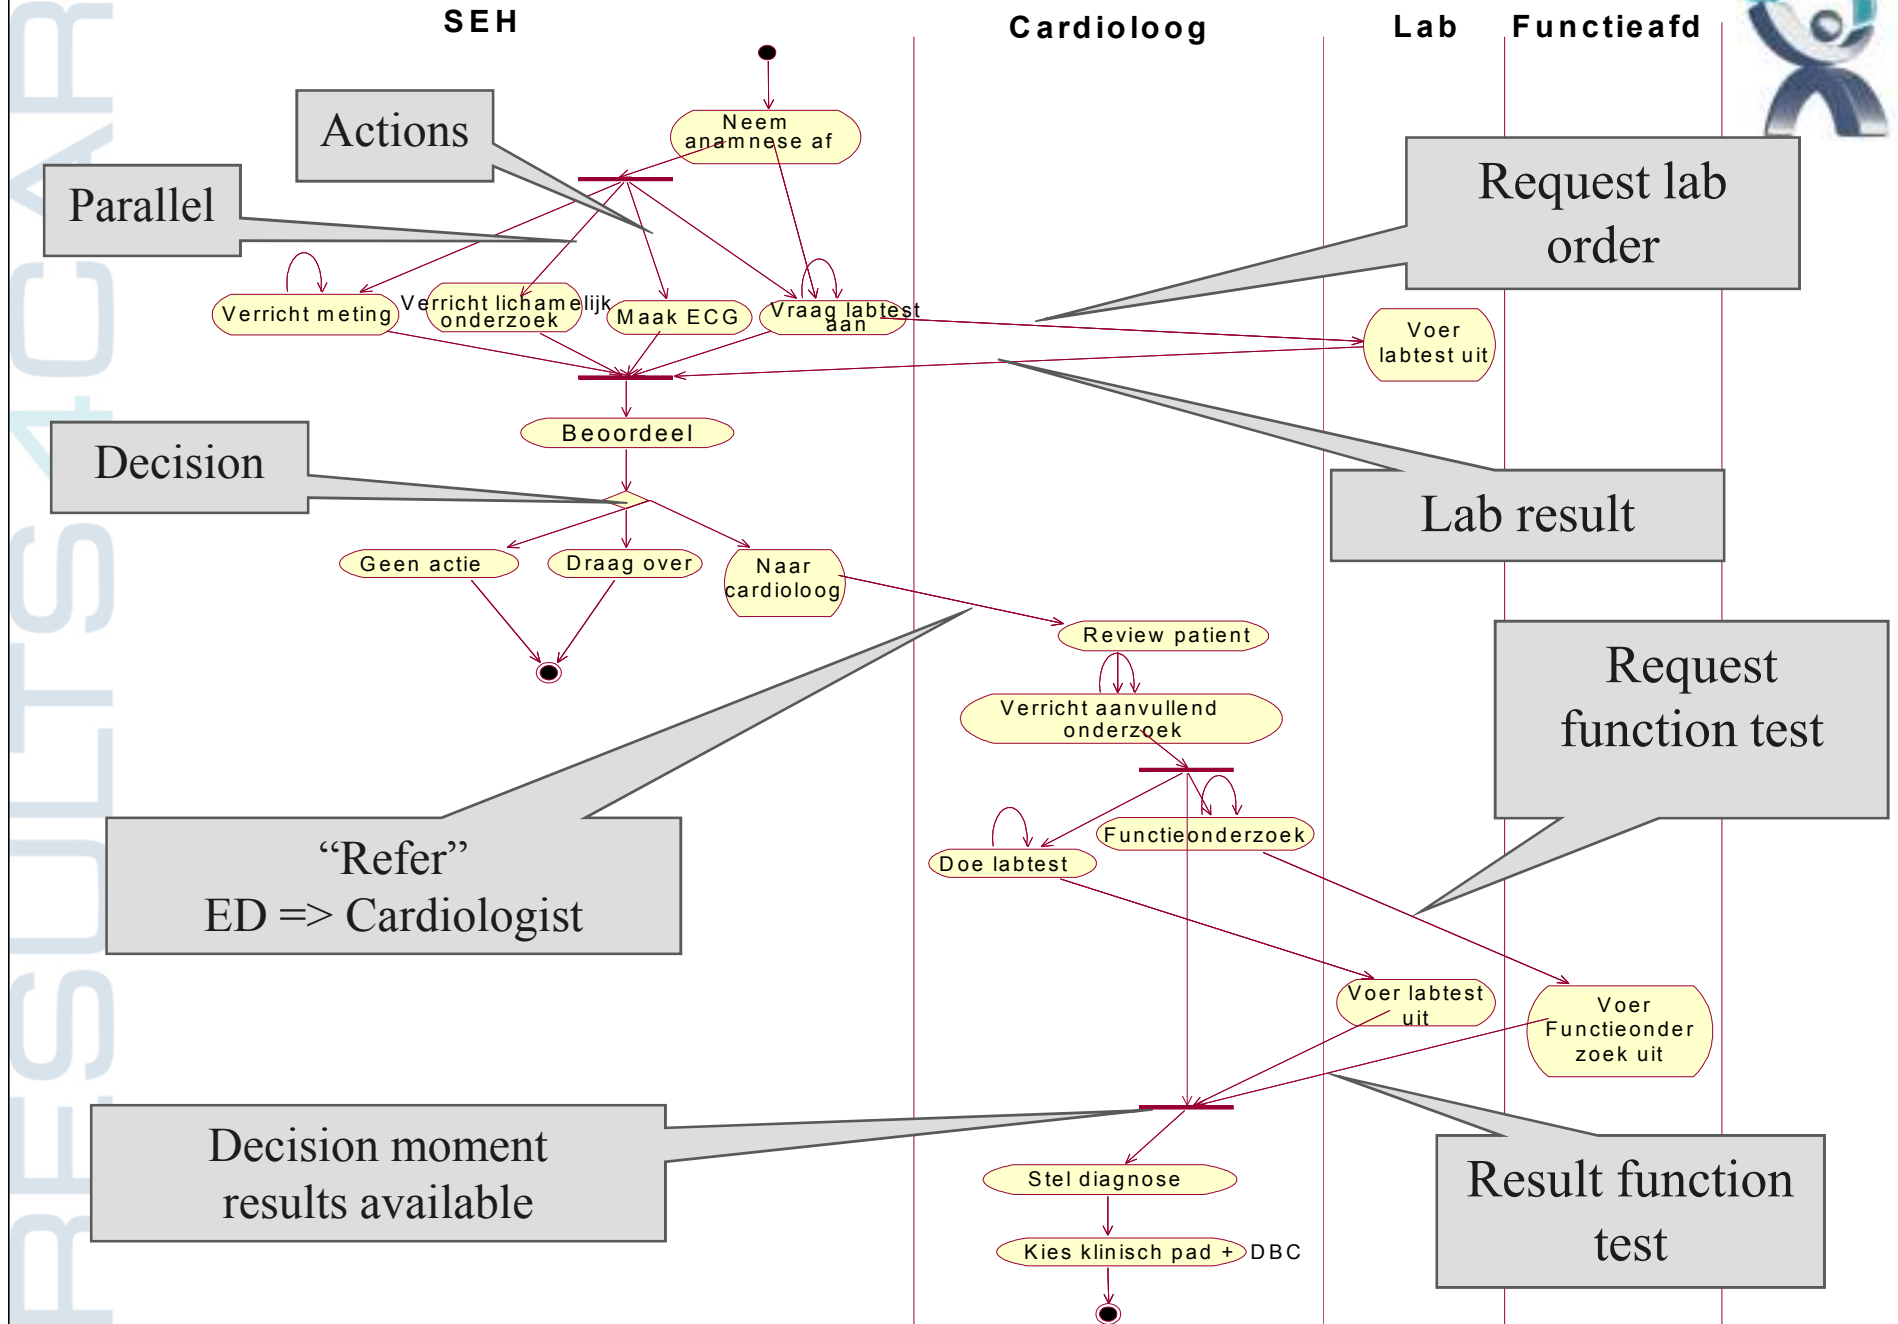 SEH
Cardioloog
Lab
Functieafd
RESULTS4CAR
Neem
anamnese af
Actions
Parallel
Request lab
order
Verricht meting
Verricht lichamelijk
onderzoek
Maak ECG
Vraag labtest
aan
Voer
labtest uit
Beoordeel
Decision
Lab result
Geen actie
Draag over
Naar
cardioloog
Review patient
Request
function test
Verricht aanvullend
onderzoek
Functieonderzoek
Doe labtest
“Refer”
ED => Cardiologist
Voer labtest
uit
Voer
Functieonder
zoek uit
Decision moment
results available
Stel diagnose
Result function
test
Kies klinisch pad + DBC